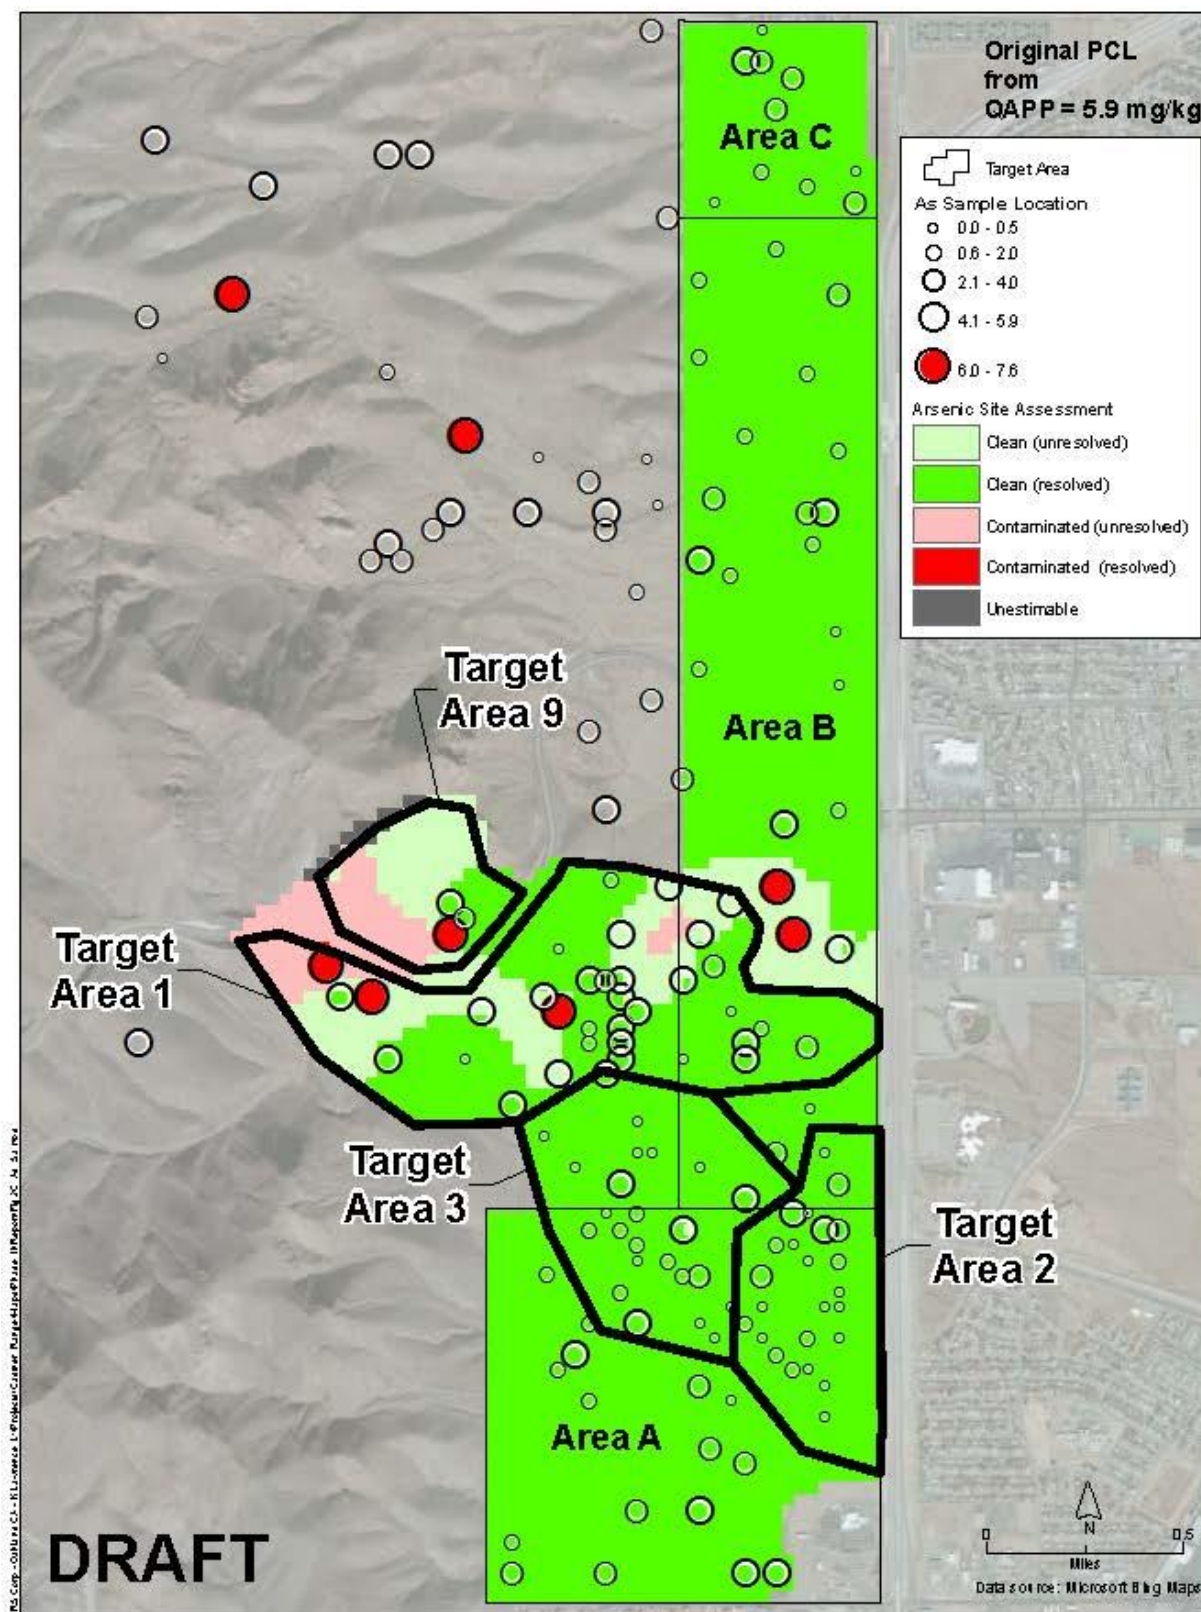 Original PCL
from
QAPP = 5.9 mg/kg
Target Area
As Sample Location
0.0 - 0.5
0.6 - 2.0
2.1 - 4.0
4.1 - 5.9
6.0 - 7.6
Arsenic Site Assessment
Clean (unresolved)
Clean (resolved)
Contaminated (unresolved)
Contaminated (resolved)
Unestimable
Area C
Target
Area 9
Area B
Target
Area 1
Target
Area 3
Target
Area 2
Area A
DRAFT
N
0
0.5
Miles
Data source: Microsoft Bing Maps